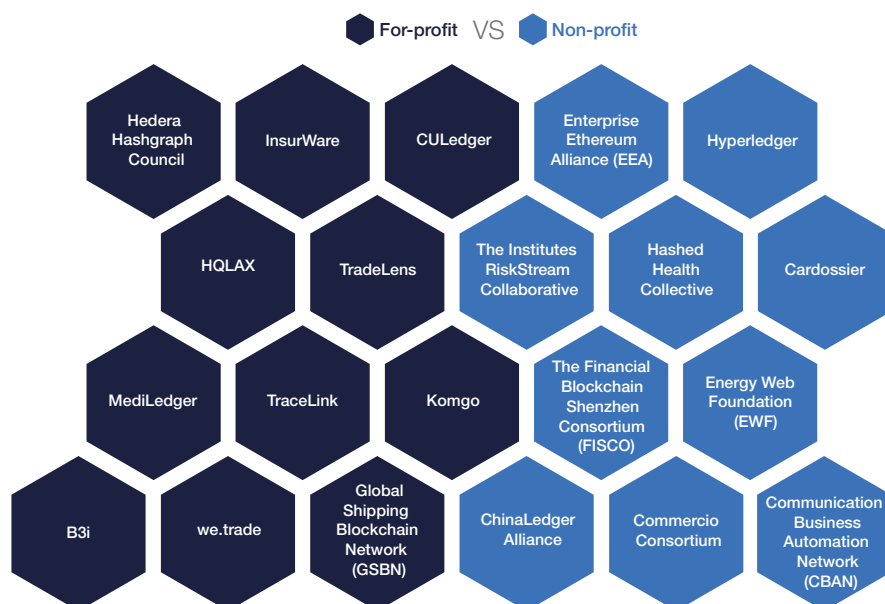 For-profit VS Non-profit
Hedera
Hashgraph
Council
InsurWare
CULedger
Enterprise
Ethereum
Alliance (EEA)
Hyperledger
HQLAX
TradeLens
The Institutes
RiskStream
Collaborative
Hashed
Health
Collective
Cardossier
MediLedger
TraceLink
Komgo
The Financial
Blockchain
Shenzhen
Consortium
(FISCO)
Energy Web
Foundation
(EWF)
B3i
we.trade
Global
Shipping
Blockchain
Network
(GSBN)
ChinaLedger
Alliance
Commercio
Consortium
Communication
Business
Automation
Network
(CBAN)